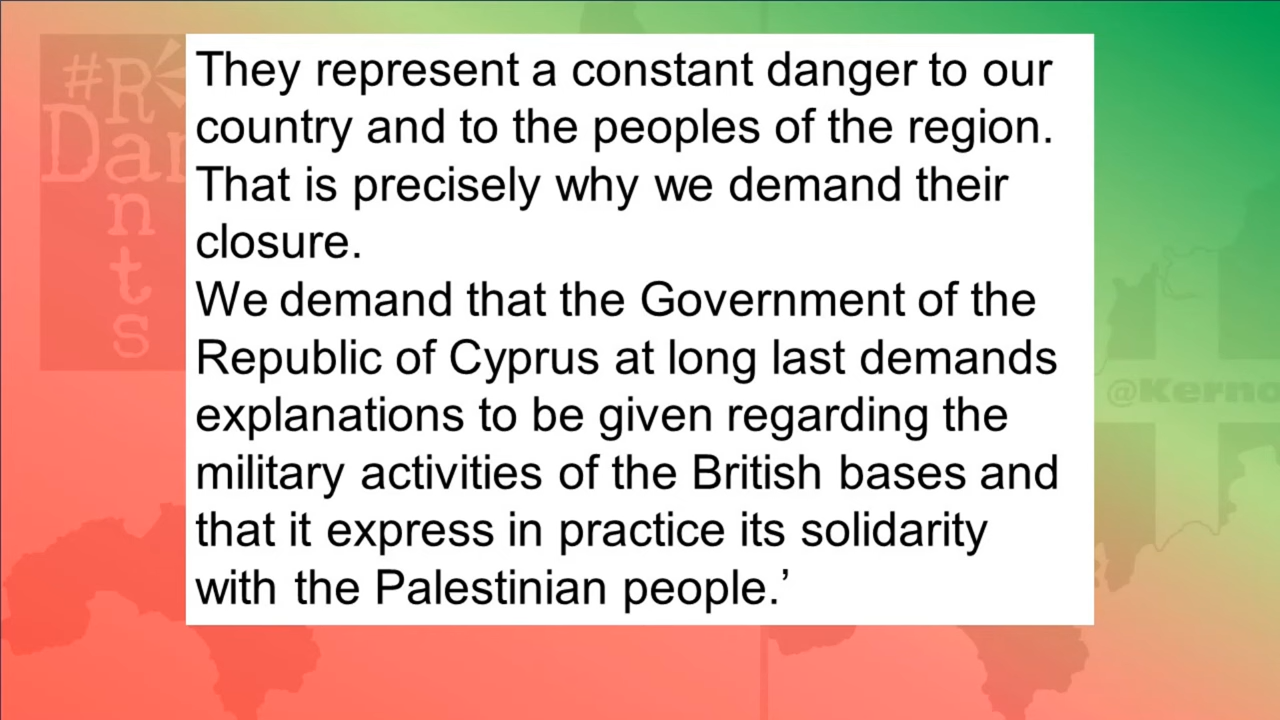 #R
Dar
n
t
s
They represent a constant danger to our
country and to the peoples of the region.
That is precisely why we demand their
closure.
We demand that the Government of the
Republic of Cyprus at long last demands
explanations to be given regarding the
military activities of the British bases and
that it express in practice its solidarity
with the Palestinian people.’
@Kerno